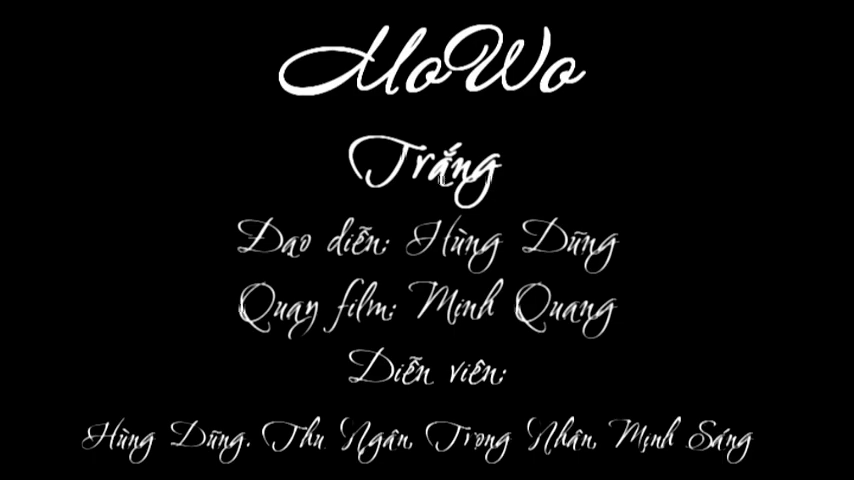 MoWo
Trắng
Đạo diễn: Hùng Dũng
Quay film: Minh Quang
Diễn viên:
Hùng Dũng. Thu Ngân, Trọng Nhân, Minh Sáng